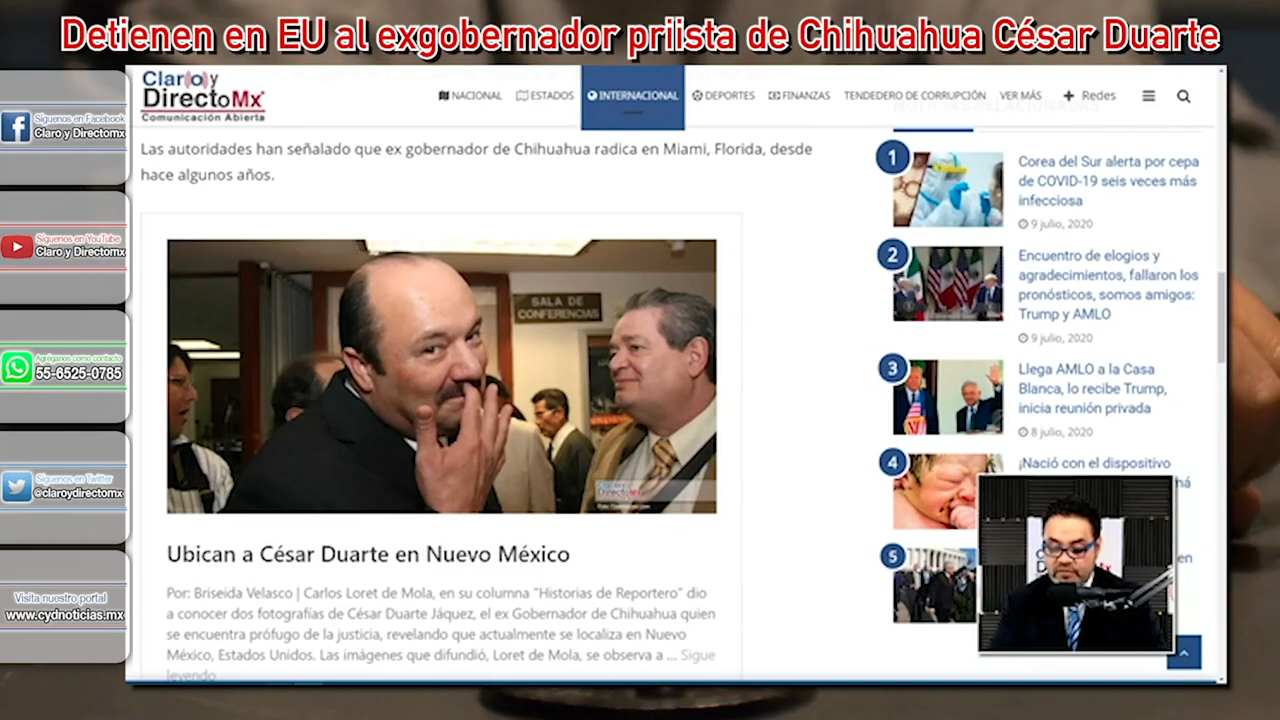 Detienen en EU al exgobernador priista de Chihuahua César Duarte
Síguenos en Facebook
Claro y Directomx
Síguenos en YouTube
Claro y Directomx
Agréganos como contacto
55-6525-0785
Síguenos en Twitter
@claroydirectomx
Visita nuestro portal
www.cydnoticias.mx
Claroy
DirectoMx
Comunicación Abierta
NACIONAL
ESTADOS
INTERNACIONAL
DEPORTES
FINANZAS
TENDEDERO DE CORRUPCIÓN
VER MÁS
Redes
NOTICIAS RELACIONADAS
Las autoridades han señalado que ex gobernador de Chihuahua radica en Miami, Florida, desde
hace algunos años.
SALA DE
CONFERENCIAS
Claroy
DirectoMx
Ubican a César Duarte en Nuevo México
Por: Briseida Velasco | Carlos Loret de Mola, en su columna “Historias de Reportero” dio
a conocer dos fotografías de César Duarte Jáquez, el ex Gobernador de Chihuahua quien
se encuentra prófugo de la justicia, revelando que actualmente se localiza en Nuevo
México, Estados Unidos. Las imágenes que difundió, Loret de Mola, se observa a ... Sigue
leyendo
1
Corea del Sur alerta por cepa
de COVID-19 seis veces más
infecciosa
9 julio, 2020
2
Encuentro de elogios y
agradecimientos, fallaron los
pronósticos, somos amigos:
Trump y AMLO
9 julio, 2020
3
Llega AMLO a la Casa
Blanca, lo recibe Trump,
inicia reunión privada
8 julio, 2020
4
¡Nació con el dispositivo
5
en